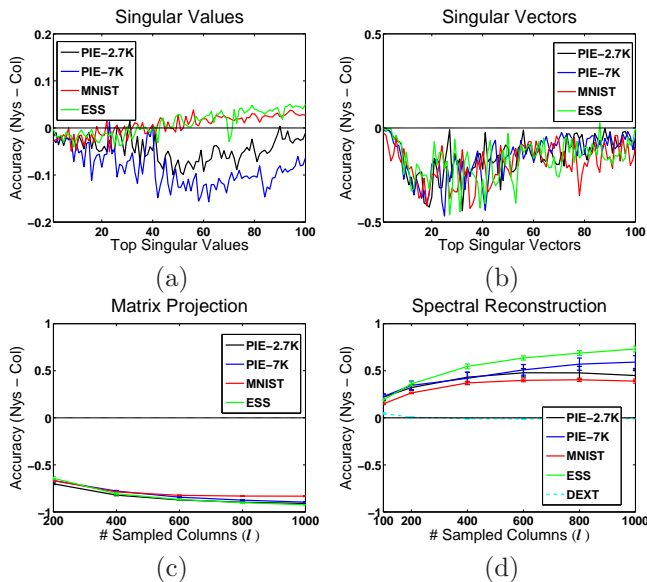 Singular Values
0.2
0.1
0
−0.1
−0.2
Accuracy (Nys − Col)
PIE−2.7K
PIE−7K
MNIST
ESS
20 40 60 80 100
Top Singular Values
(a)
Singular Vectors
0.5
0
−0.5
Accuracy (Nys − Col)
PIE−2.7K
PIE−7K
MNIST
ESS
20 40 60 80 100
Top Singular Vectors
(b)
Matrix Projection
1
0.5
0
−0.5
−1
Accuracy (Nys − Col)
PIE−2.7K
PIE−7K
MNIST
ESS
200 400 600 800 1000
# Sampled Columns (l )
(c)
Spectral Reconstruction
1
0.5
0
−0.5
−1
Accuracy (Nys − Col)
PIE−2.7K
PIE−7K
MNIST
ESS
DEXT
100 200 400 600 800 1000
# Sampled Columns (l )
(d)